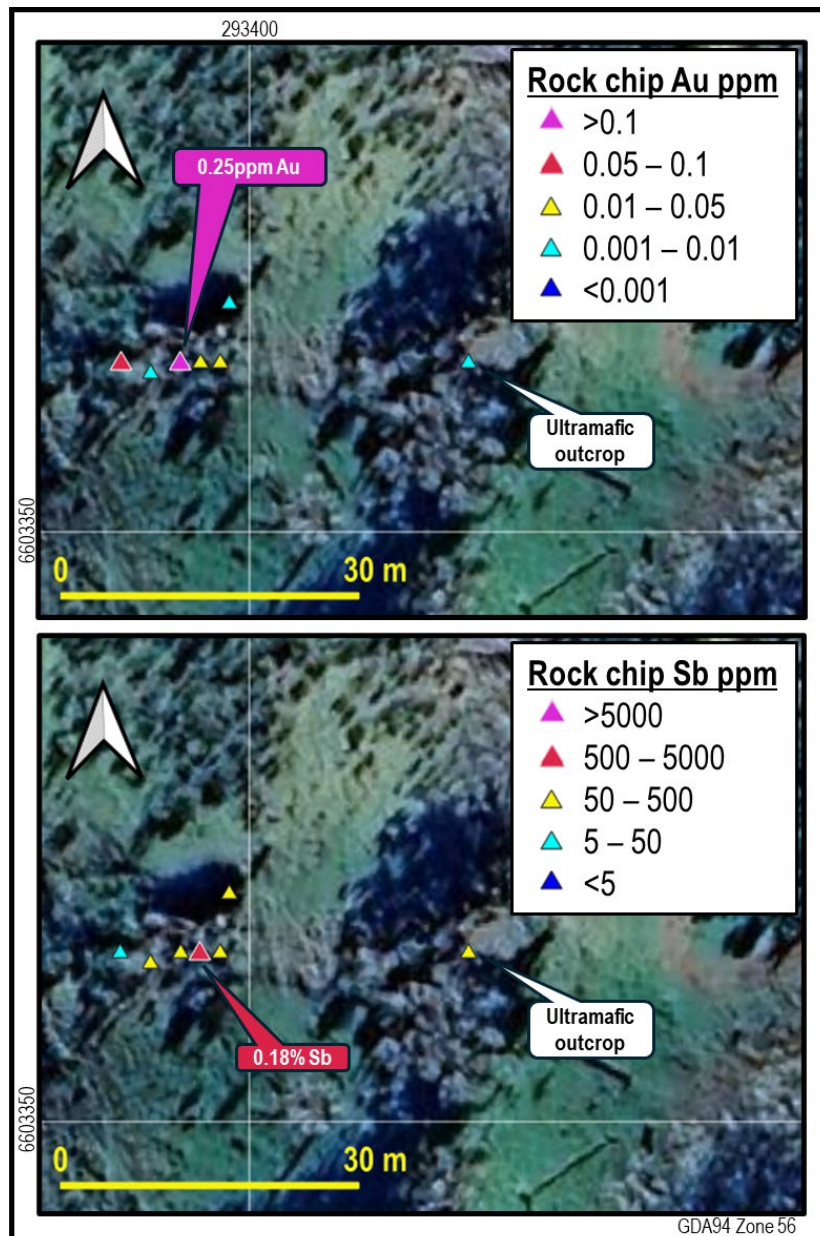 293400
Rock chip Au ppm
>0.1
0.05 – 0.1
0.01 – 0.05
0.001 – 0.01
<0.001
0.25ppm Au
Ultramafic
outcrop
6603350
0
30 m
Rock chip Sb ppm
>5000
500 – 5000
50 – 500
5 – 50
<5
Ultramafic
outcrop
0.18% Sb
6603350
0
30 m
GDA94 Zone 56